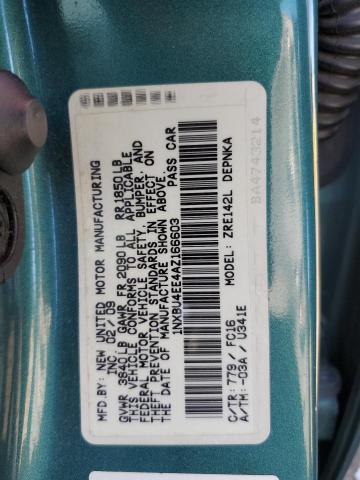 MFD.BY: NEW UNITED MOTOR MANUFACTURING
INC. 02/09
GVWR 3640LB GAWR FR 2090LB RR 1850LB
THIS VEHICLE CONFORMS TO ALL APPLICABLE
FEDERAL MOTOR VEHICLE SAFETY, BUMPER, AND
THEFT PREVENTION STANDARDS IN EFFECT ON
THE DATE OF MANUFACTURE SHOWN ABOVE.
1NXBU4EE4AZ166603 PASS CAR
C/TR: 779 / FC16 MODEL: ZRE142L DEPNKA
A/TM: -03A / U341E
BA4743214